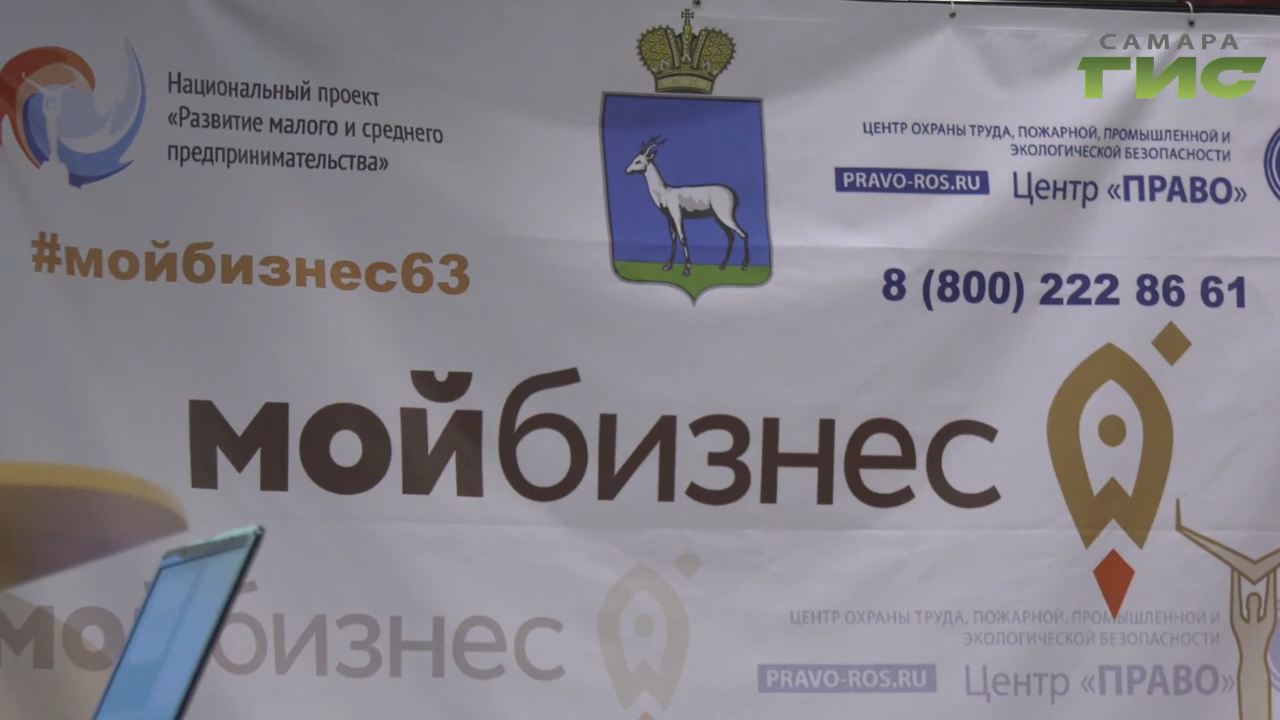 САМАРА
ГИС
Национальный проект
«Развитие малого и среднего
предпринимательства»
ЦЕНТР ОХРАНЫ ТРУДА, ПОЖАРНОЙ, ПРОМЫШЛЕННОЙ И
ЭКОЛОГИЧЕСКОЙ БЕЗОПАСНОСТИ
PRAVO-ROS.RU Центр «ПРАВО»
#мойбизнес63
8 (800) 222 86 61
мойбизнес
мойбизнес
ЦЕНТР ОХРАНЫ ТРУДА, ПОЖАРНОЙ, ПРОМЫШЛЕННОЙ И
ЭКОЛОГИЧЕСКОЙ БЕЗОПАСНОСТИ
PRAVO-ROS.RU Центр «ПРАВО»